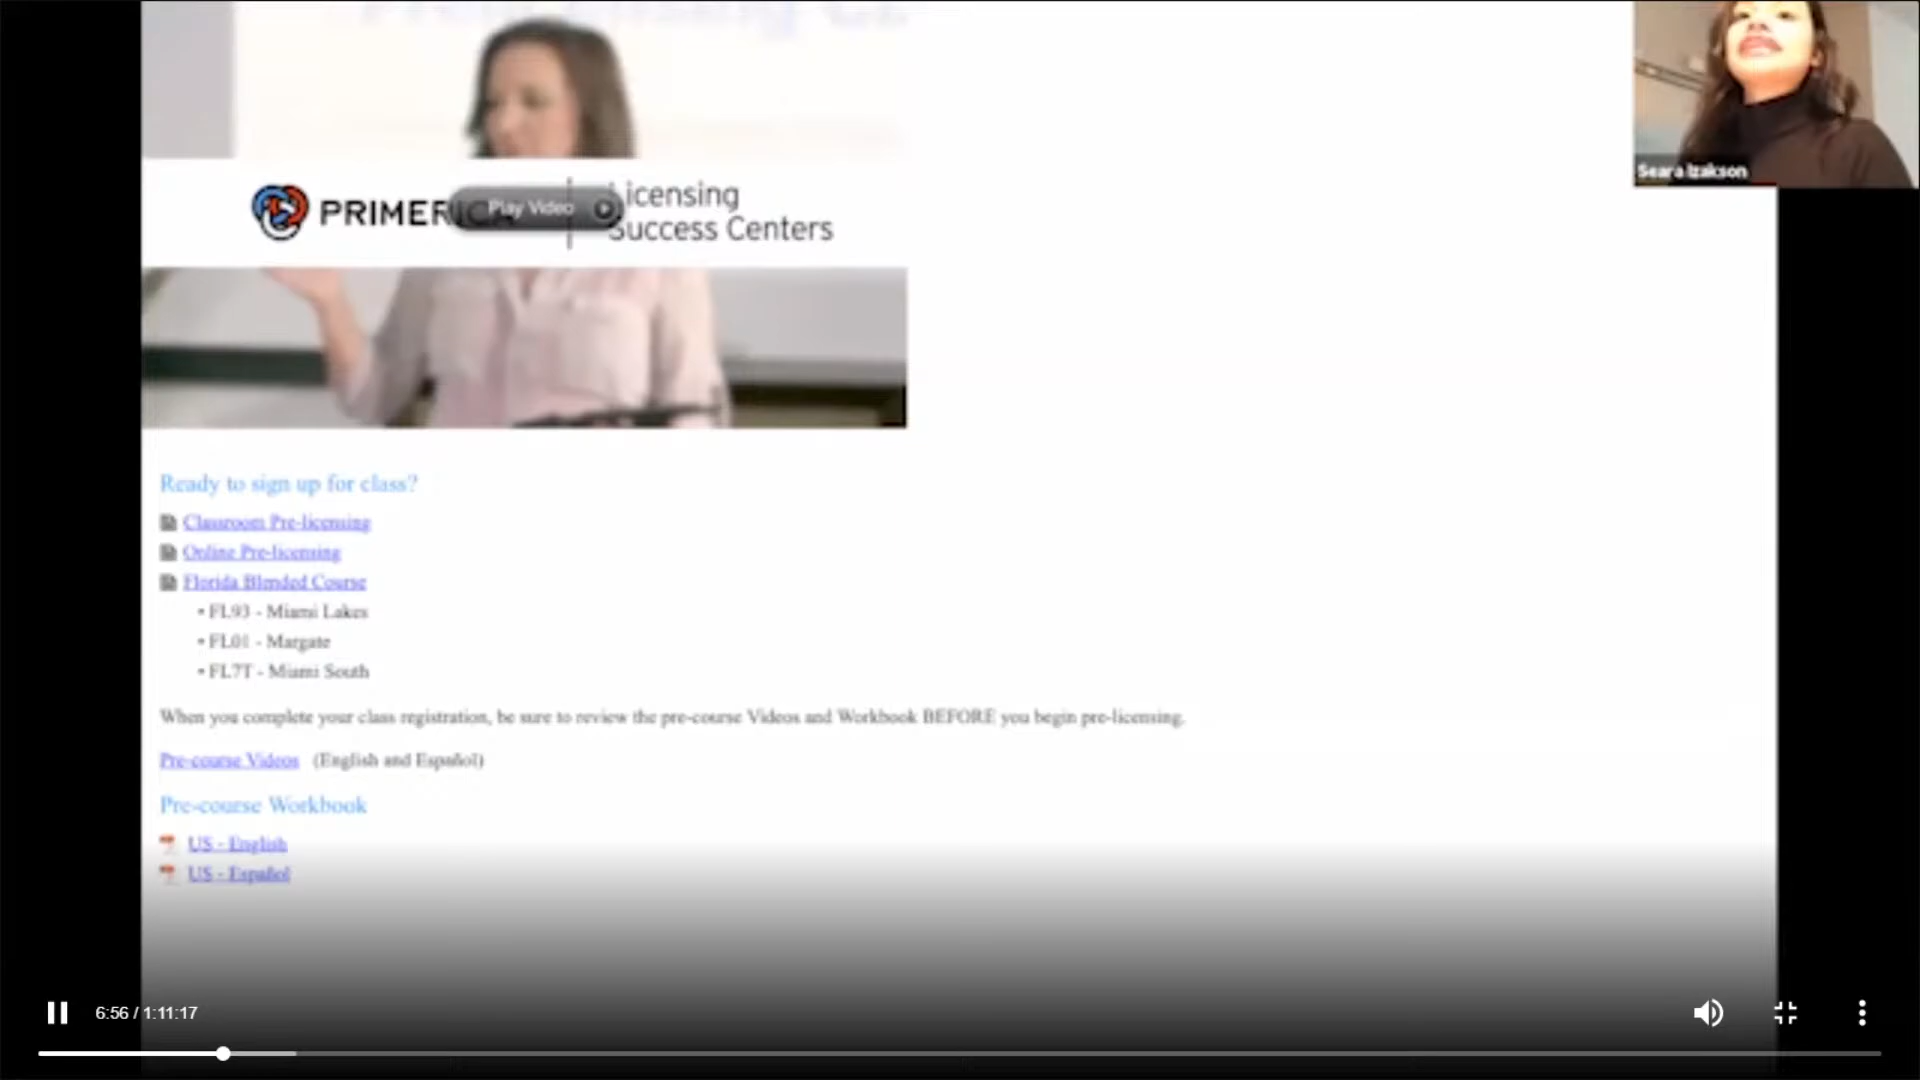 Seara Izakson
PRIMERICA
Play Video
Licensing
Success Centers
Ready to sign up for class?
Classroom Pre-licensing
Online Pre-licensing
Florida Blended Course
• FL93 - Miami Lakes
• FL01 - Margate
• FL7T - Miami South
When you complete your class registration, be sure to review the pre-course Videos and Workbook BEFORE you begin pre-licensing.
Pre-course Videos (English and Español)
Pre-course Workbook
US - English
US - Español
6:56 / 1:11:17